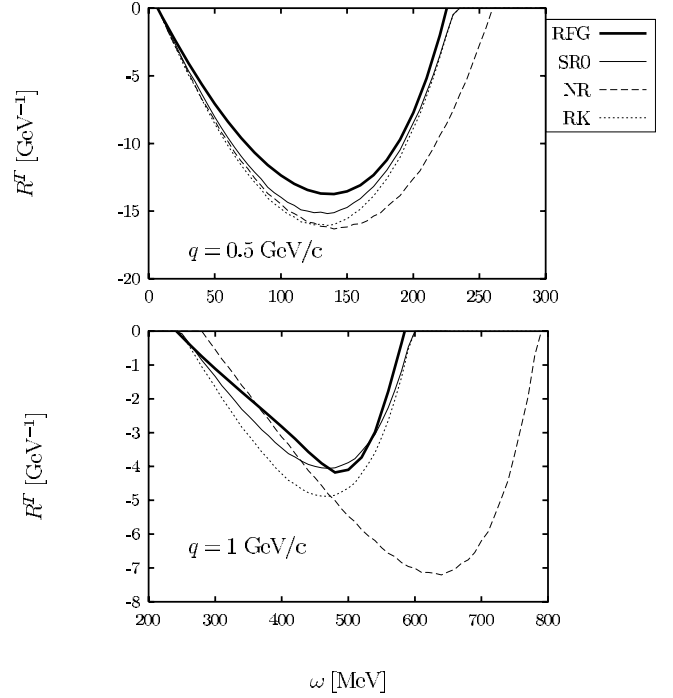 0
-5
-10
-15
-20
R^T [GeV⁻¹]
RFG
SR0
NR
RK
q = 0.5 GeV/c
0 50 100 150 200 250 300
0
-1
-2
-3
-4
-5
-6
-7
-8
R^T [GeV⁻¹]
q = 1 GeV/c
200 300 400 500 600 700 800
ω [MeV]